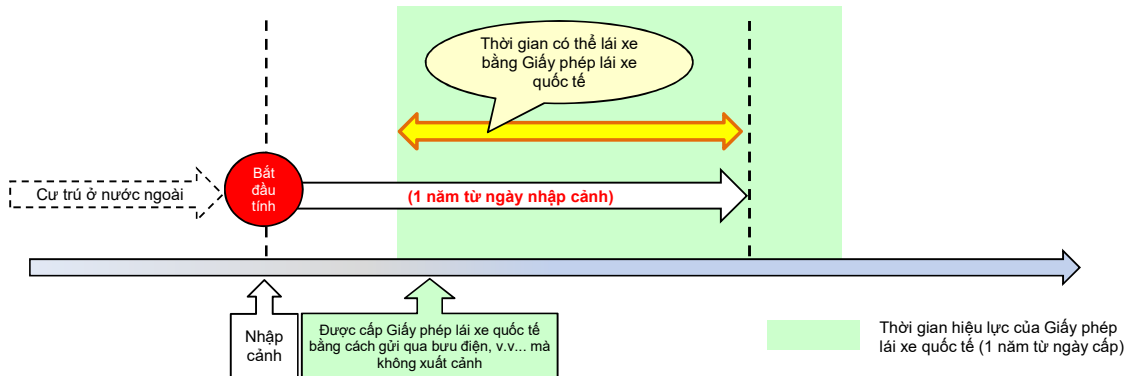 Thời gian có thể lái xe
bằng Giấy phép lái xe
quốc tế
Cư trú ở nước ngoài
Bắt
đầu
tính
(1 năm từ ngày nhập cảnh)
Nhập
cảnh
Được cấp Giấy phép lái xe quốc tế
bằng cách gửi qua bưu điện, v.v... mà
không xuất cảnh
Thời gian hiệu lực của Giấy phép
lái xe quốc tế (1 năm từ ngày cấp)